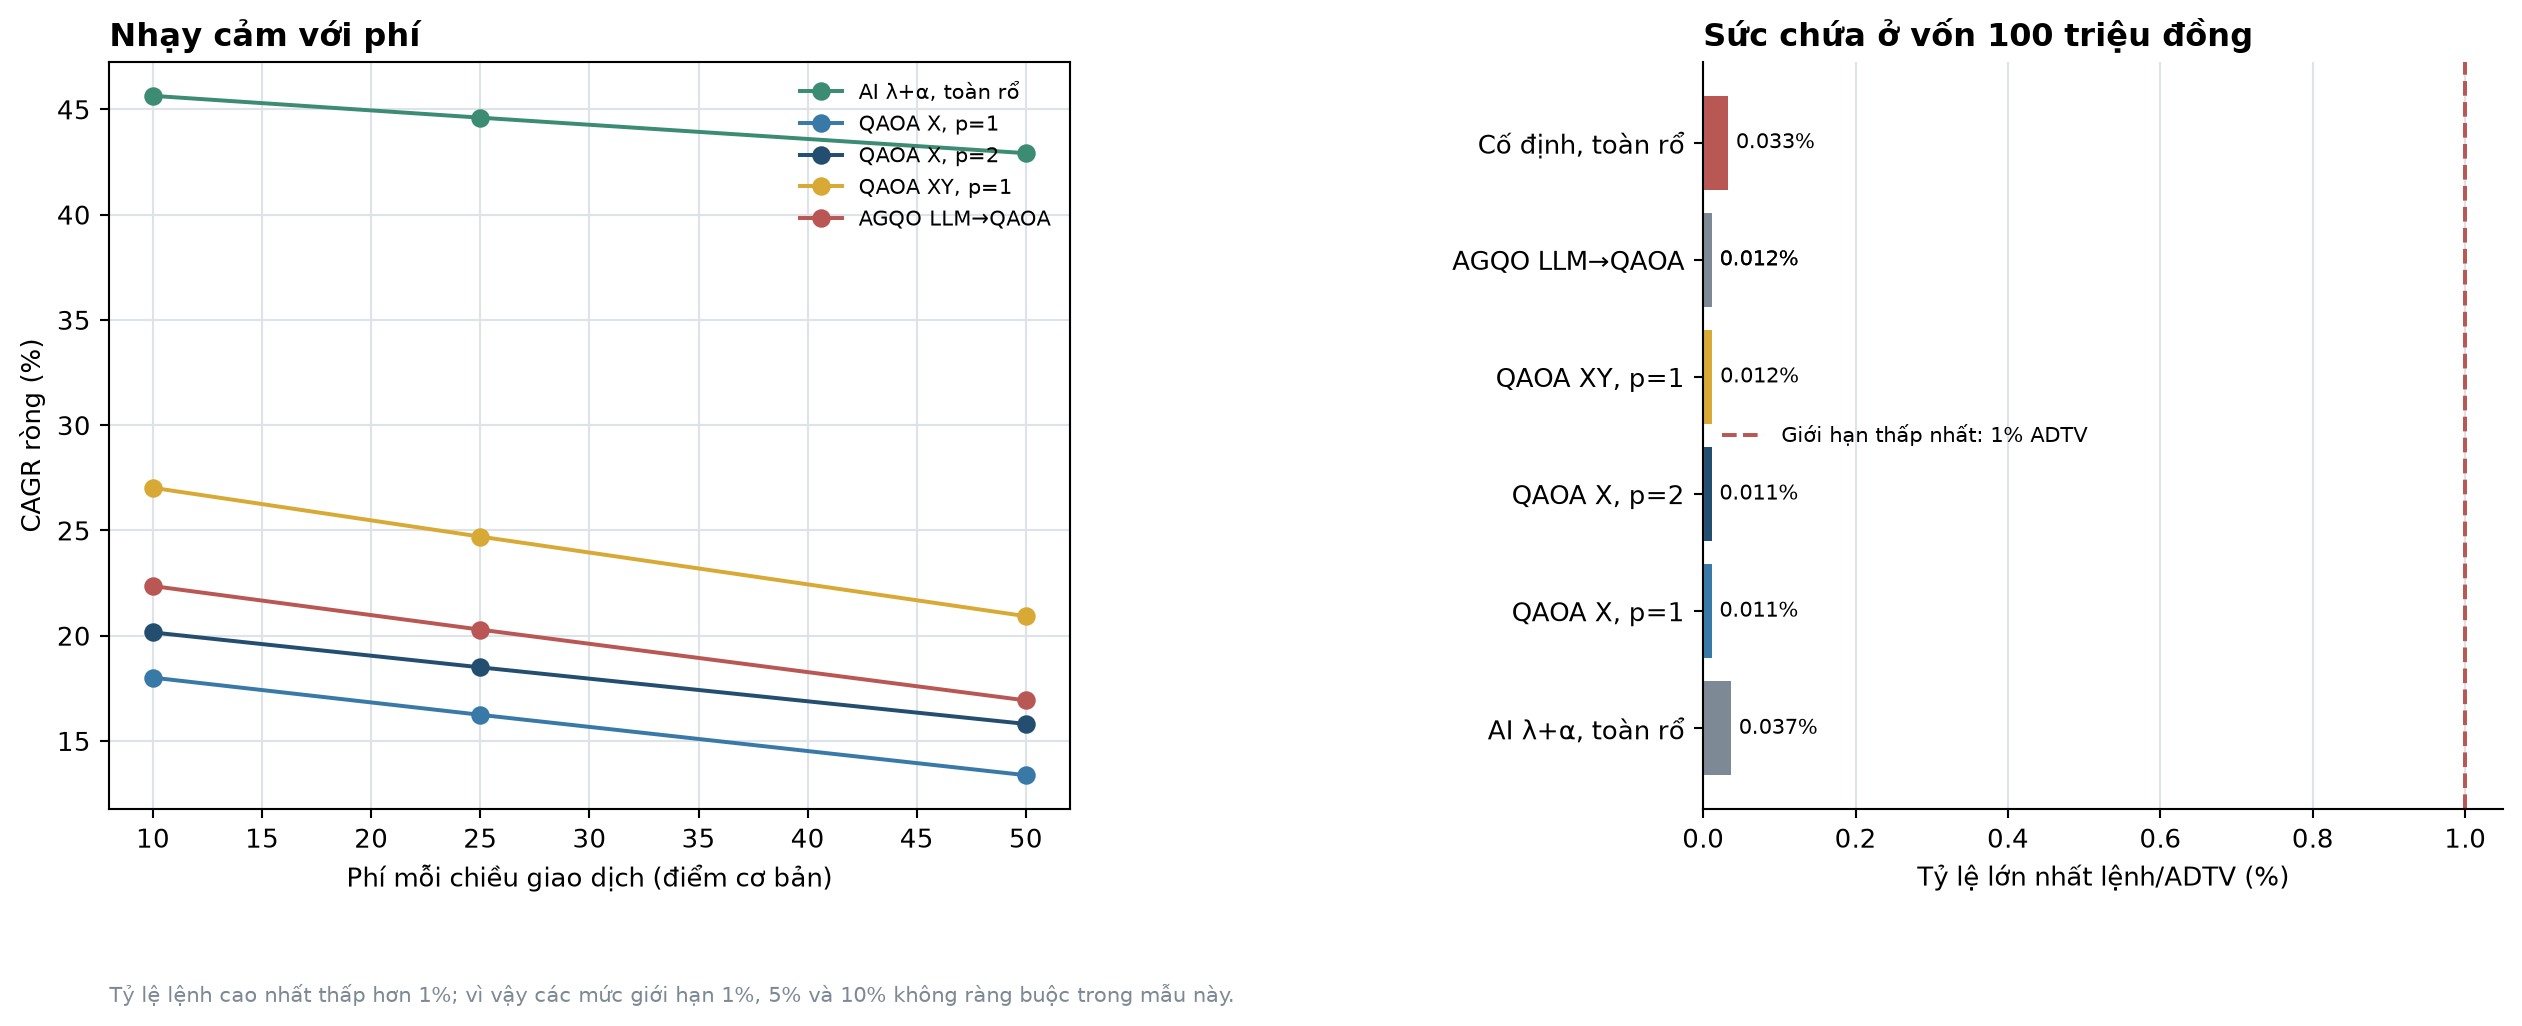 Nhạy cảm với phí
AI λ+α, toàn rổ
QAOA X, p=1
QAOA X, p=2
QAOA XY, p=1
AGQO LLM→QAOA
CAGR ròng (%)
45
40
35
30
25
20
15
10 15 20 25 30 35 40 45 50
Phí mỗi chiều giao dịch (điểm cơ bản)
Sức chứa ở vốn 100 triệu đồng
Cố định, toàn rổ 0.033%
AGQO LLM→QAOA 0.012%
QAOA XY, p=1 0.012%
Giới hạn thấp nhất: 1% ADTV
QAOA X, p=2 0.011%
QAOA X, p=1 0.011%
AI λ+α, toàn rổ 0.037%
0.0 0.2 0.4 0.6 0.8 1.0
Tỷ lệ lớn nhất lệnh/ADTV (%)
Tỷ lệ lệnh cao nhất thấp hơn 1%; vì vậy các mức giới hạn 1%, 5% và 10% không ràng buộc trong mẫu này.